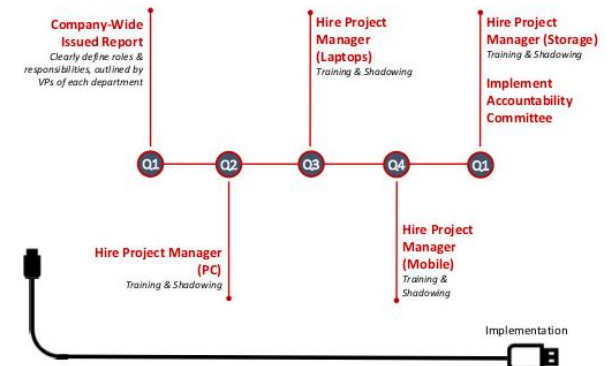 Company-Wide
Issued Report
Clearly define roles &
responsibilities, outlined by
VPs of each department
Hire Project
Manager
(Laptops)
Training & Shadowing
Hire Project
Manager (Storage)
Training & Shadowing
Implement
Accountability
Committee
Q1
Q2
Q3
Q4
Q1
Hire Project Manager
(PC)
Training & Shadowing
Hire Project
Manager
(Mobile)
Training &
Shadowing
Implementation